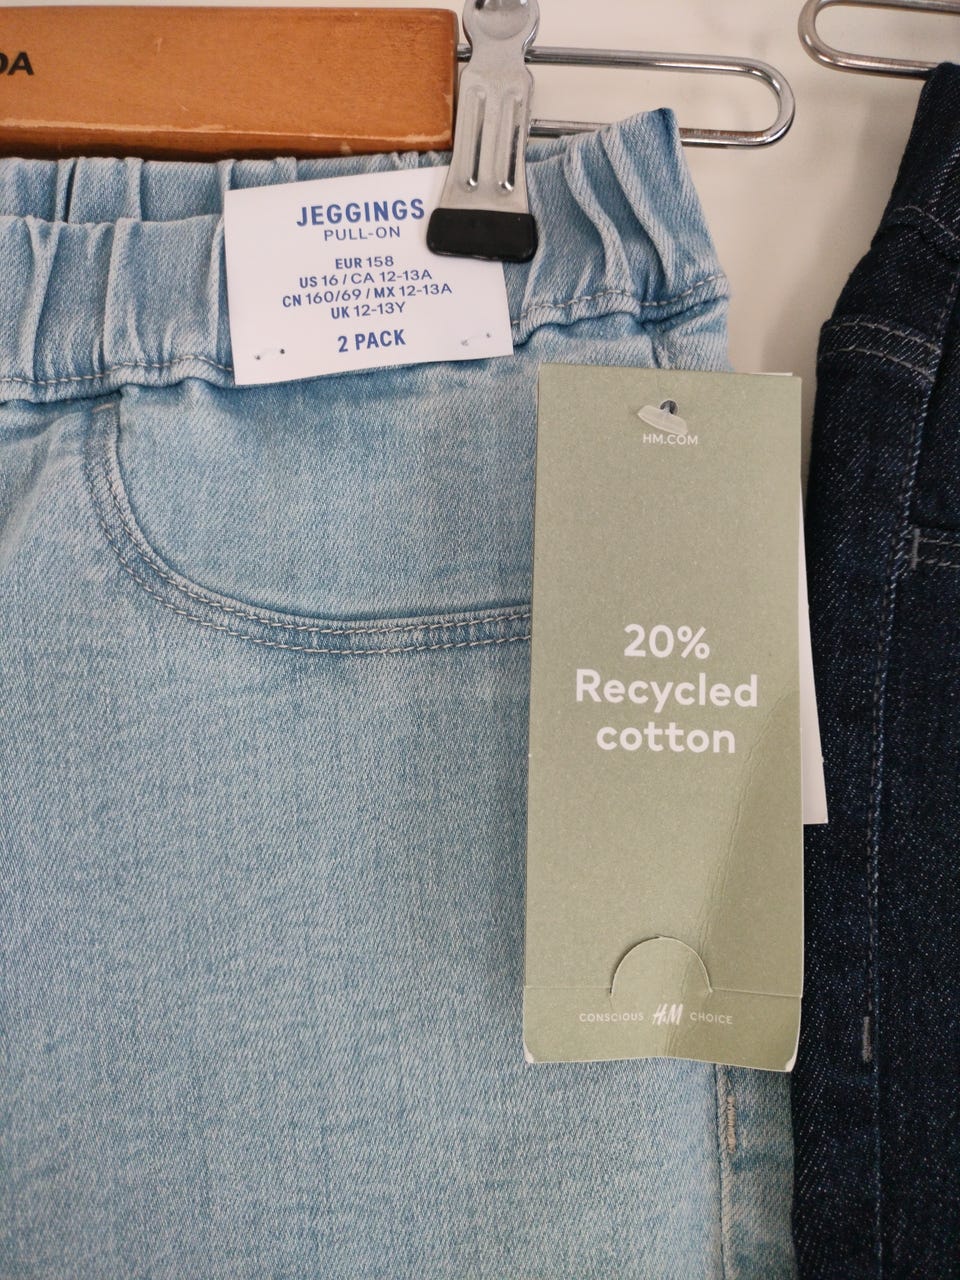 DA
JEGGINGS
PULL-ON
EUR 158
US 16 / CA 12-13A
CN 160/69 / MX 12-13A
UK 12-13Y
2 PACK
HM.COM
20%
Recycled
cotton
CONSCIOUS H&M CHOICE